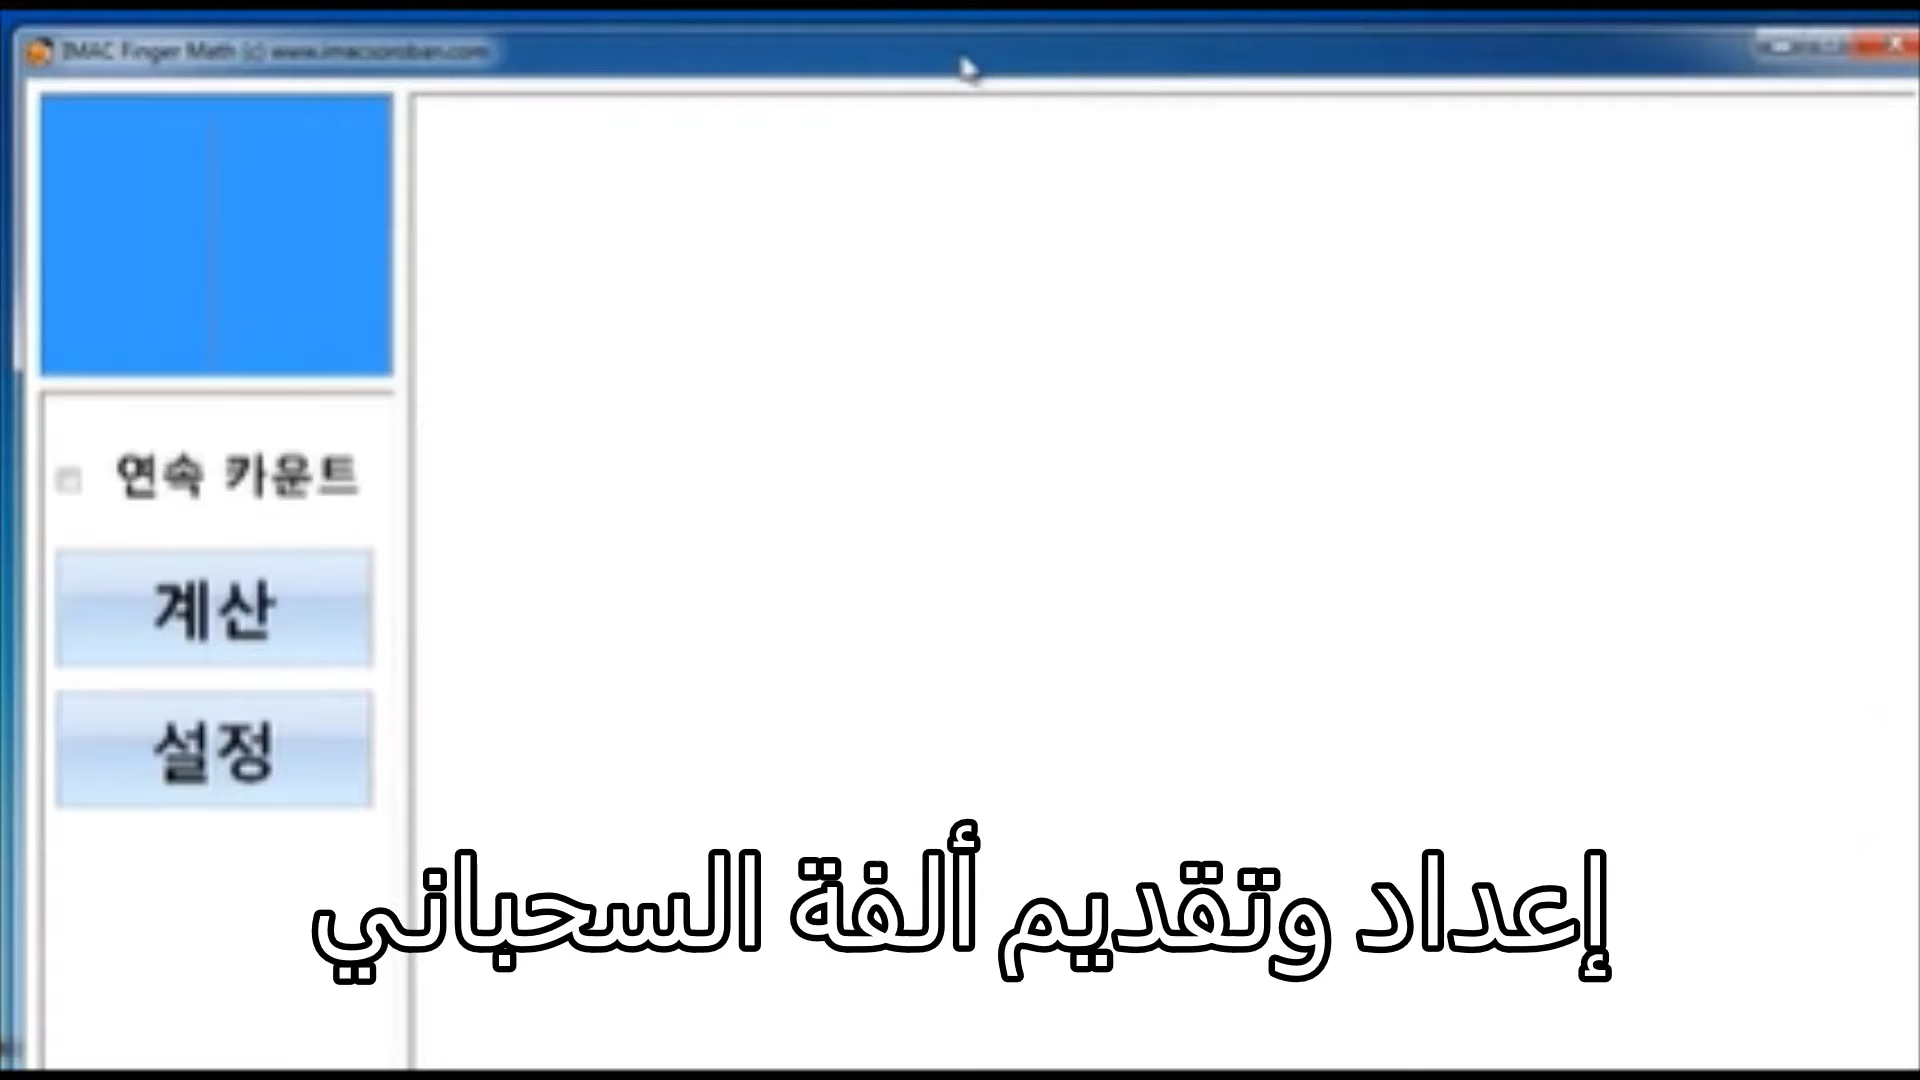 IMAC Finger Math (c) www.imacsoroban.com
연속 카운트
계산
설정
إعداد وتقديم ألفة السحباني